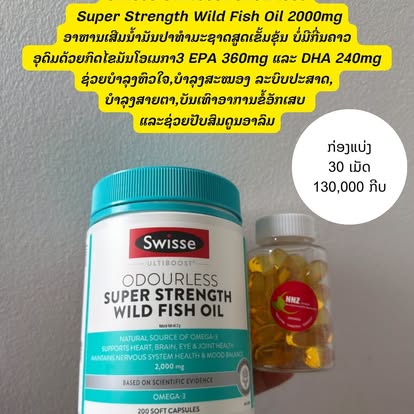 Super Strength Wild Fish Oil 2000mg
ອາຫານເສີມນ້ຳມັນປາທຳມະຊາດສູດເຂັ້ມຂຸ້ນ ບໍ່ມີກິ່ນຄາວ
ອຸດົມດ້ວຍກົດໄຂມັນໂອເມກາ3 EPA 360mg ແລະ DHA 240mg
ຊ່ວຍບຳລຸງຫົວໃຈ,ບຳລຸງສະໝອງ ລະບົບປະສາດ,
ບຳລຸງສາຍຕາ,ບັນເທົາອາການຂໍ້ອັກເສບ
ແລະຊ່ວຍປັບສົມດູນອາລົມ
ກ່ອງແບ່ງ
30 ເມັດ
130,000 ກີບ
Swisse
ULTIBOOST
ODOURLESS
SUPER STRENGTH
WILD FISH OIL
NATURAL SOURCE OF OMEGA-3
SUPPORTS HEART, BRAIN, EYE & JOINT HEALTH
MAINTAINS NERVOUS SYSTEM HEALTH & MOOD BALANCE
2,000 mg
BASED ON SCIENTIFIC EVIDENCE
OMEGA-3
200 SOFT CAPSULES
NHZ